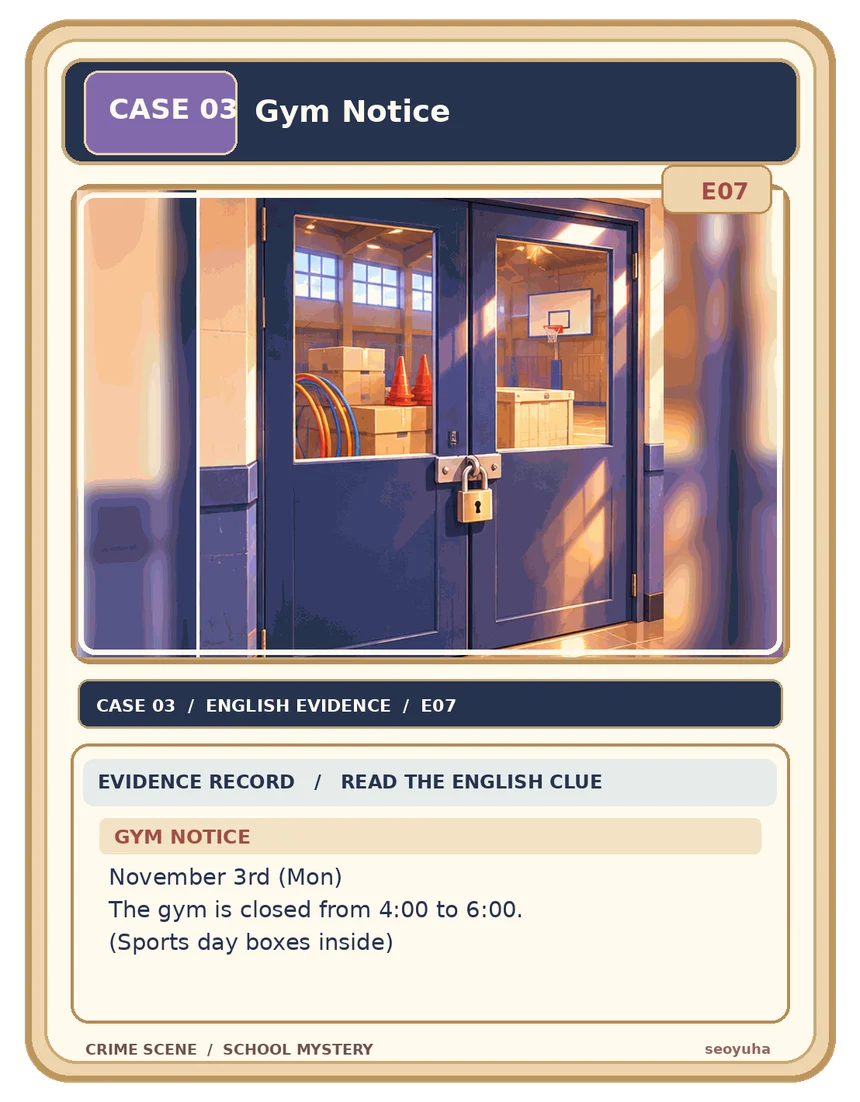 CASE 03 Gym Notice
E07
CASE 03 / ENGLISH EVIDENCE / E07
EVIDENCE RECORD / READ THE ENGLISH CLUE
GYM NOTICE
November 3rd (Mon)
The gym is closed from 4:00 to 6:00.
(Sports day boxes inside)
CRIME SCENE / SCHOOL MYSTERY seoyuha